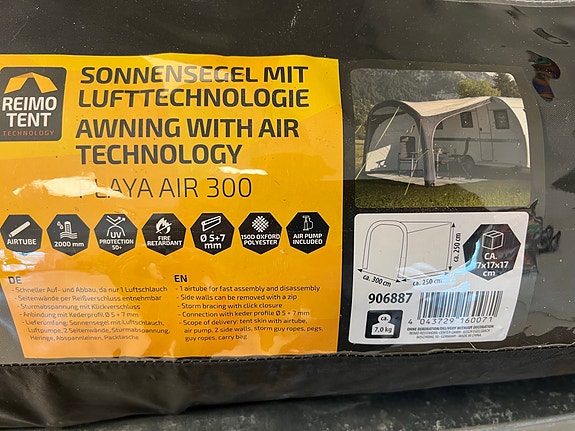 REIMO
TENT
TECHNOLOGY
SONNENSEGEL MIT
LUFTTECHNOLOGIE
AWNING WITH AIR
TECHNOLOGY
PLAYA AIR 300
AIRTUBE
2000 mm
UV
PROTECTION
50+
FIRE
RETARDANT
Ø 5+7
mm
150D OXFORD
POLYESTER
AIR PUMP
INCLUDED
DE
- Schneller Auf- und Abbau, da nur 1 Luftschlauch
- Seitenwände per Reißverschluss entnehmbar
- Sturmabspannung mit Klickverschluss
- Anbindung mit Kederprofil Ø 5 + 7 mm
- Lieferumfang: Sonnensegel mit Luftschlauch,
Luftpumpe, 2 Seitenwände, Sturmabspannung,
Heringe, Abspannleinen, Packtasche
EN
- 1 airtube for fast assembly and disassembly
- Side walls can be removed with a zip
- Storm bracing with click closure
- Connection with keder profile Ø 5 + 7 mm
- Scope of delivery: tent skin with airtube,
air pump, 2 side walls, storm guy ropes, pegs,
guy ropes, carry bag
ca. 300 cm
ca. 250 cm
ca. 250 cm
CA.
77x17x17
cm
906887
ca.
7,0 kg
4 043729 160071